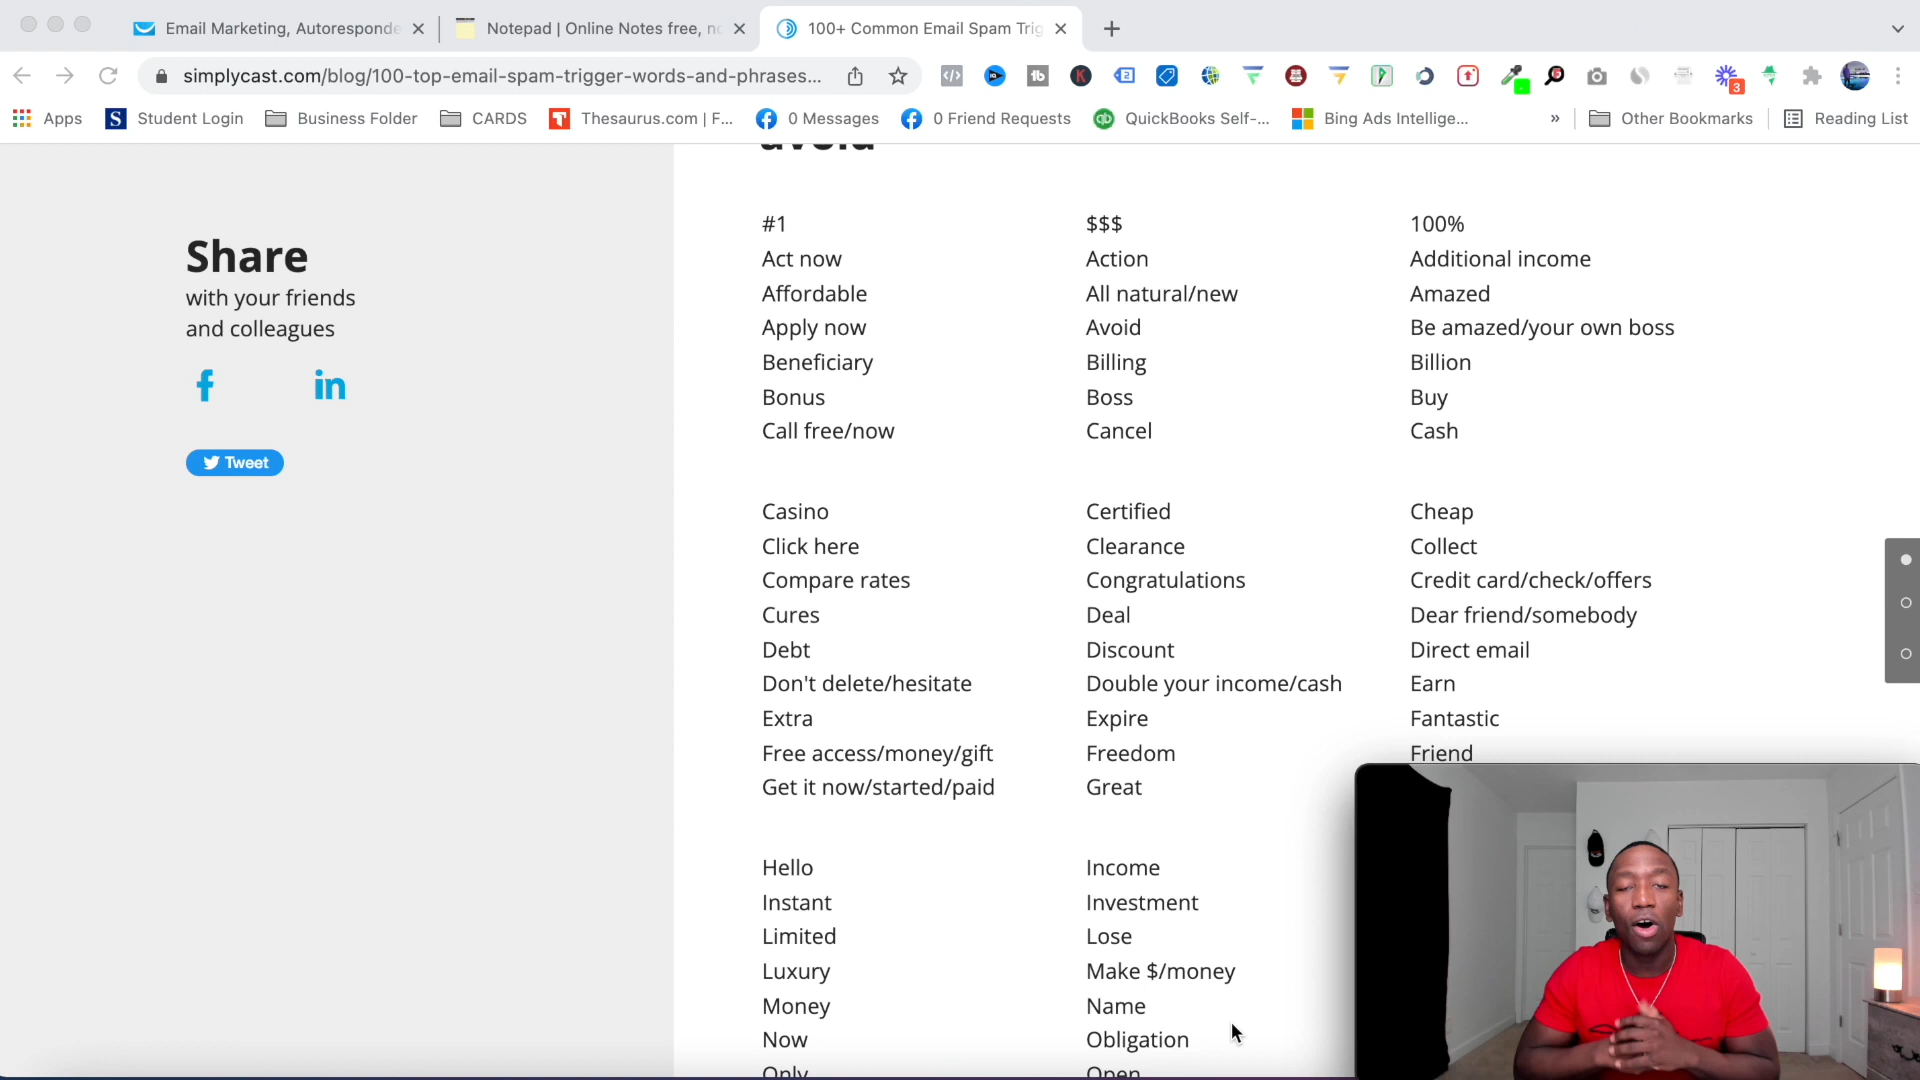 Email Marketing, Autoresponde
Notepad | Online Notes free, no
100+ Common Email Spam Trig
simplycast.com/blog/100-top-email-spam-trigger-words-and-phrases...
3
Apps
Student Login
Business Folder
CARDS
Thesaurus.com | F...
0 Messages
0 Friend Requests
QuickBooks Self-...
Bing Ads Intellige...
»
Other Bookmarks
Reading List
avoid
Share
with your friends
and colleagues
Tweet
#1 $$$ 100%
Act now Action Additional income
Affordable All natural/new Amazed
Apply now Avoid Be amazed/your own boss
Beneficiary Billing Billion
Bonus Boss Buy
Call free/now Cancel Cash
Casino Certified Cheap
Click here Clearance Collect
Compare rates Congratulations Credit card/check/offers
Cures Deal Dear friend/somebody
Debt Discount Direct email
Don't delete/hesitate Double your income/cash Earn
Extra Expire Fantastic
Free access/money/gift Freedom Friend
Get it now/started/paid Great
Hello Income
Instant Investment
Limited Lose
Luxury Make $/money
Money Name
Now Obligation
Only Open